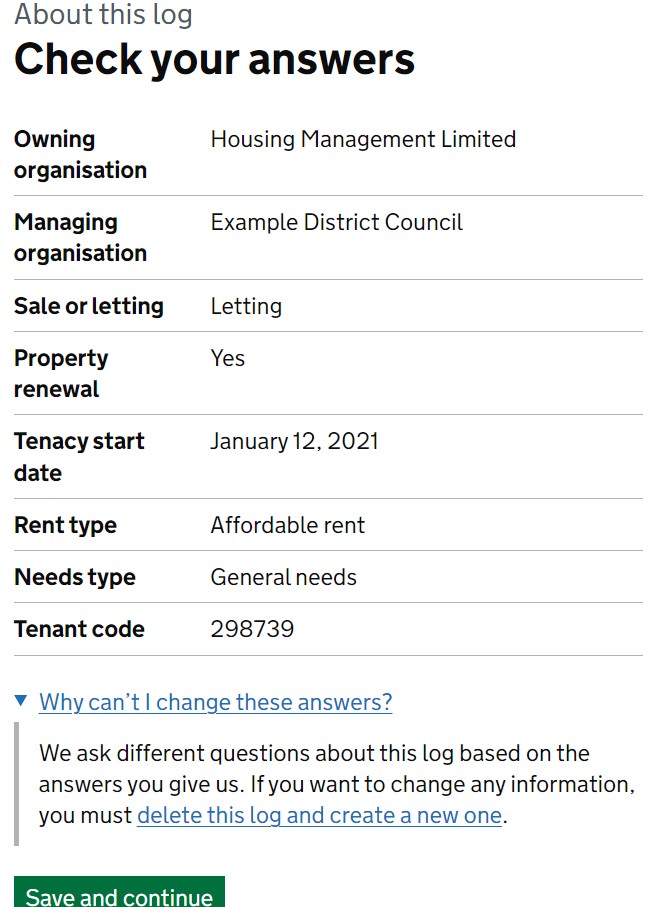 About this log
Check your answers
Owning organisation Housing Management Limited
Managing organisation Example District Council
Sale or letting Letting
Property renewal Yes
Tenacy start date January 12, 2021
Rent type Affordable rent
Needs type General needs
Tenant code 298739
Why can’t I change these answers?
We ask different questions about this log based on the
answers you give us. If you want to change any information,
you must delete this log and create a new one.
Save and continue